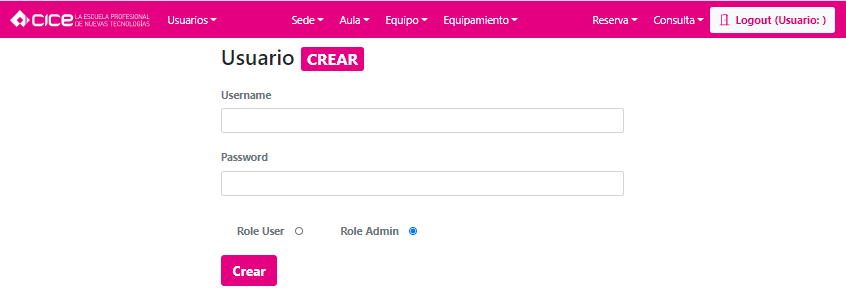 CICE LA ESCUELA PROFESIONAL
DE NUEVAS TECNOLOGÍAS
Usuarios Sede Aula Equipo Equipamiento Reserva Consulta Logout (Usuario: )
Usuario CREAR
Username
Password
Role User Role Admin
Crear